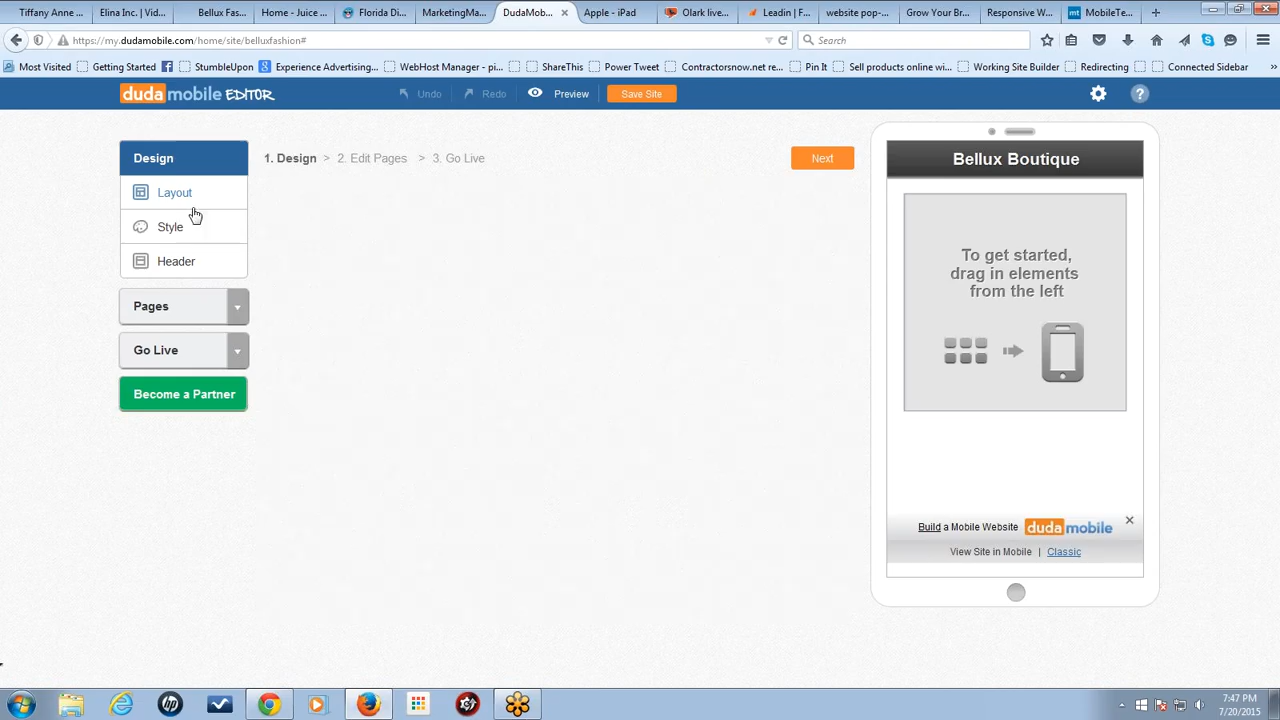 Tiffany Anne ...
Elina Inc. | Vid...
Bellux Fas...
Home - Juice ...
Florida Di...
MarketingMa...
DudaMob...
Apple - iPad
Olark live...
Leadin | F...
website pop-...
Grow Your Br...
Responsive W...
MobileTe...
https://my.dudamobile.com/home/site/belluxfashion#
Search
Most Visited
Getting Started
StumbleUpon
Experience Advertising...
WebHost Manager - pi...
ShareThis
Power Tweet
Contractorsnow.net re...
Pin It
Sell products online wi...
Working Site Builder
Redirecting
Connected Sidebar
dudamobile EDITOR
Undo
Redo
Preview
Save Site
Design
1. Design > 2. Edit Pages > 3. Go Live
Next
Layout
Style
Header
Pages
Go Live
Become a Partner
Bellux Boutique
To get started,
drag in elements
from the left
Build a Mobile Website dudamobile
View Site in Mobile | Classic
7:47 PM
7/20/2015